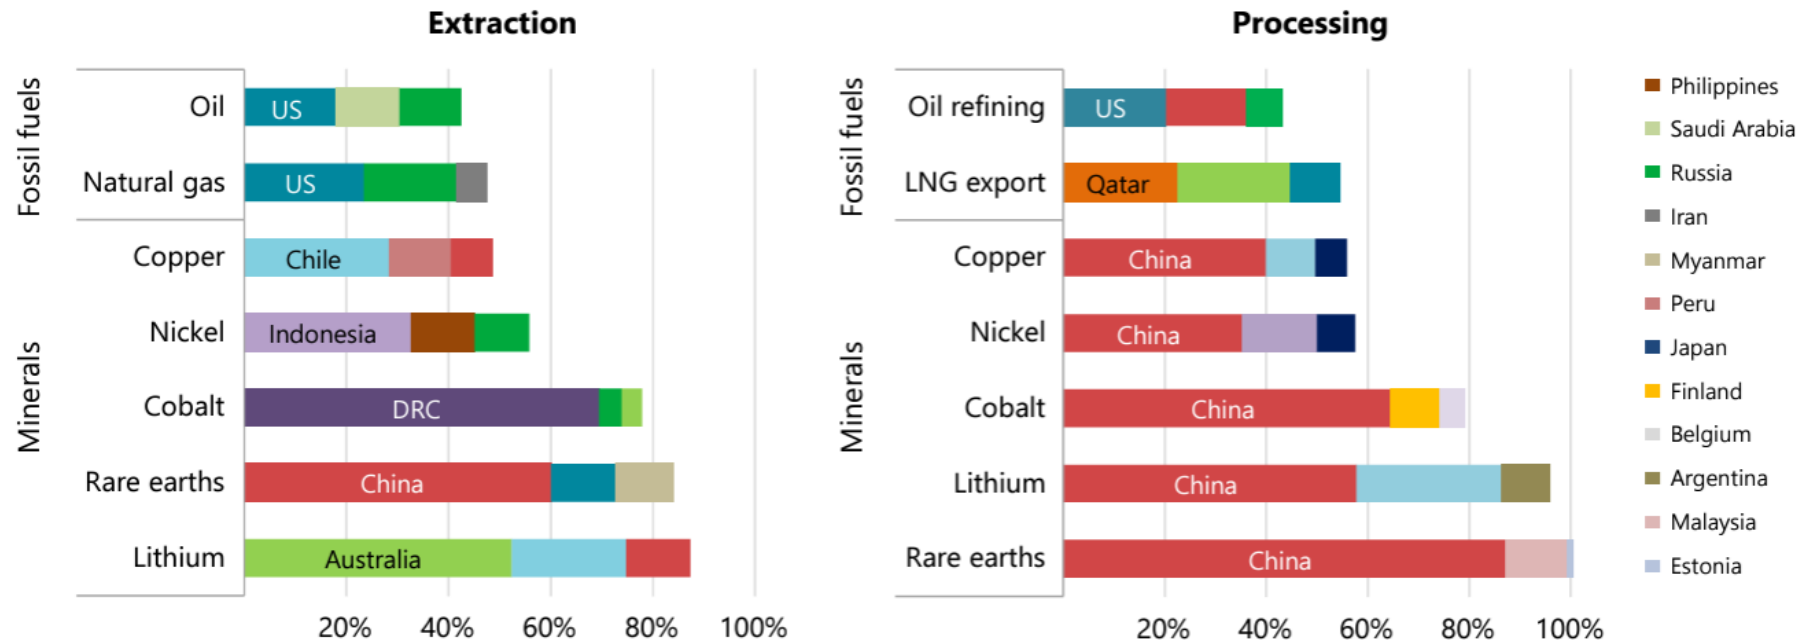 Extraction
Fossil fuels
Oil
US
Natural gas
US
Minerals
Copper
Chile
Nickel
Indonesia
Cobalt
DRC
Rare earths
China
Lithium
Australia
20% 40% 60% 80% 100%
Processing
Fossil fuels
Oil refining
US
LNG export
Qatar
Minerals
Copper
China
Nickel
China
Cobalt
China
Lithium
China
Rare earths
China
20% 40% 60% 80% 100%
Philippines
Saudi Arabia
Russia
Iran
Myanmar
Peru
Japan
Finland
Belgium
Argentina
Malaysia
Estonia